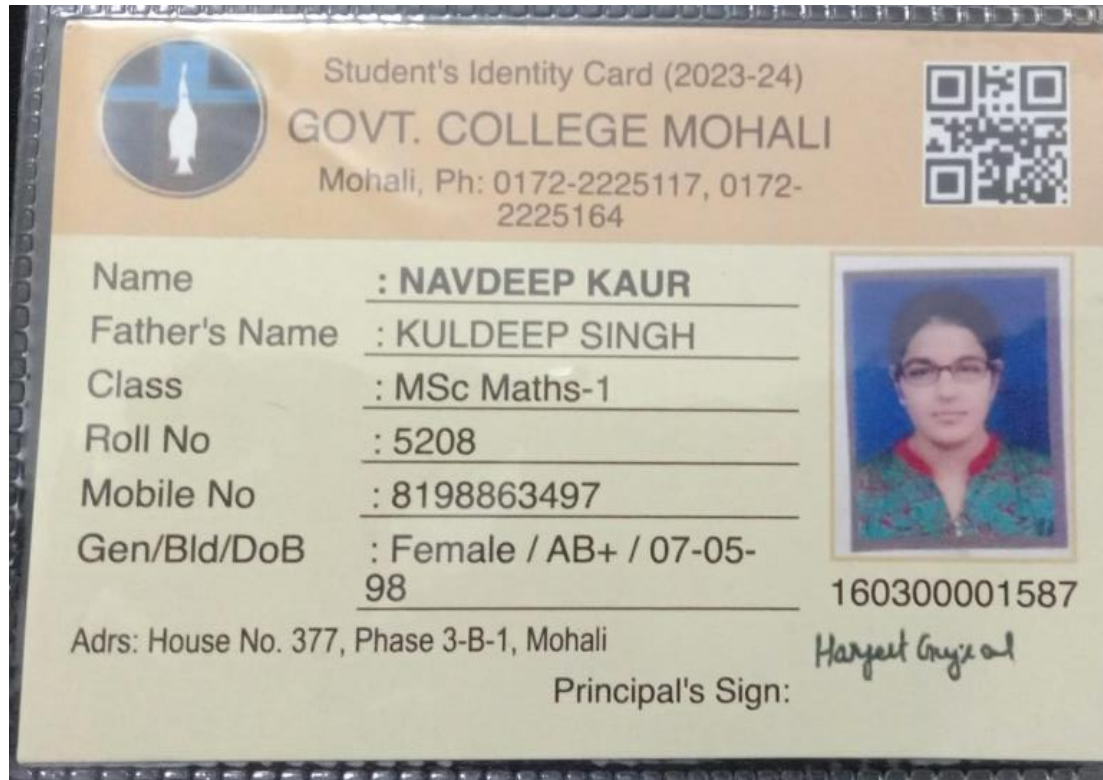 Student's Identity Card (2023-24)
GOVT. COLLEGE MOHALI
Mohali, Ph: 0172-2225117, 0172-
2225164
Name : NAVDEEP KAUR
Father's Name : KULDEEP SINGH
Class : MSc Maths-1
Roll No : 5208
Mobile No : 8198863497
Gen/Bld/DoB : Female / AB+ / 07-05-
98
160300001587
Adrs: House No. 377, Phase 3-B-1, Mohali
Harjeet
Principal's Sign: